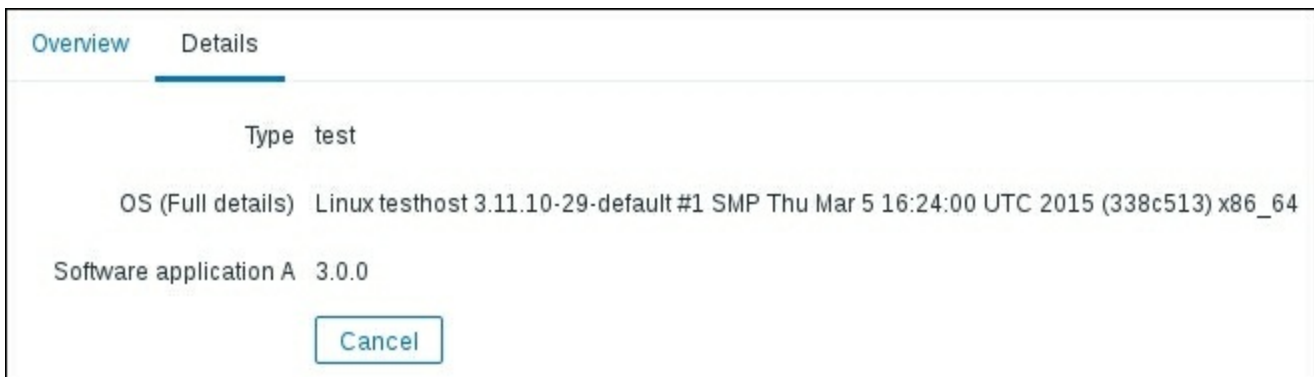 Overview Details
Type test
OS (Full details) Linux testhost 3.11.10-29-default #1 SMP Thu Mar 5 16:24:00 UTC 2015 (338c513) x86_64
Software application A 3.0.0
Cancel